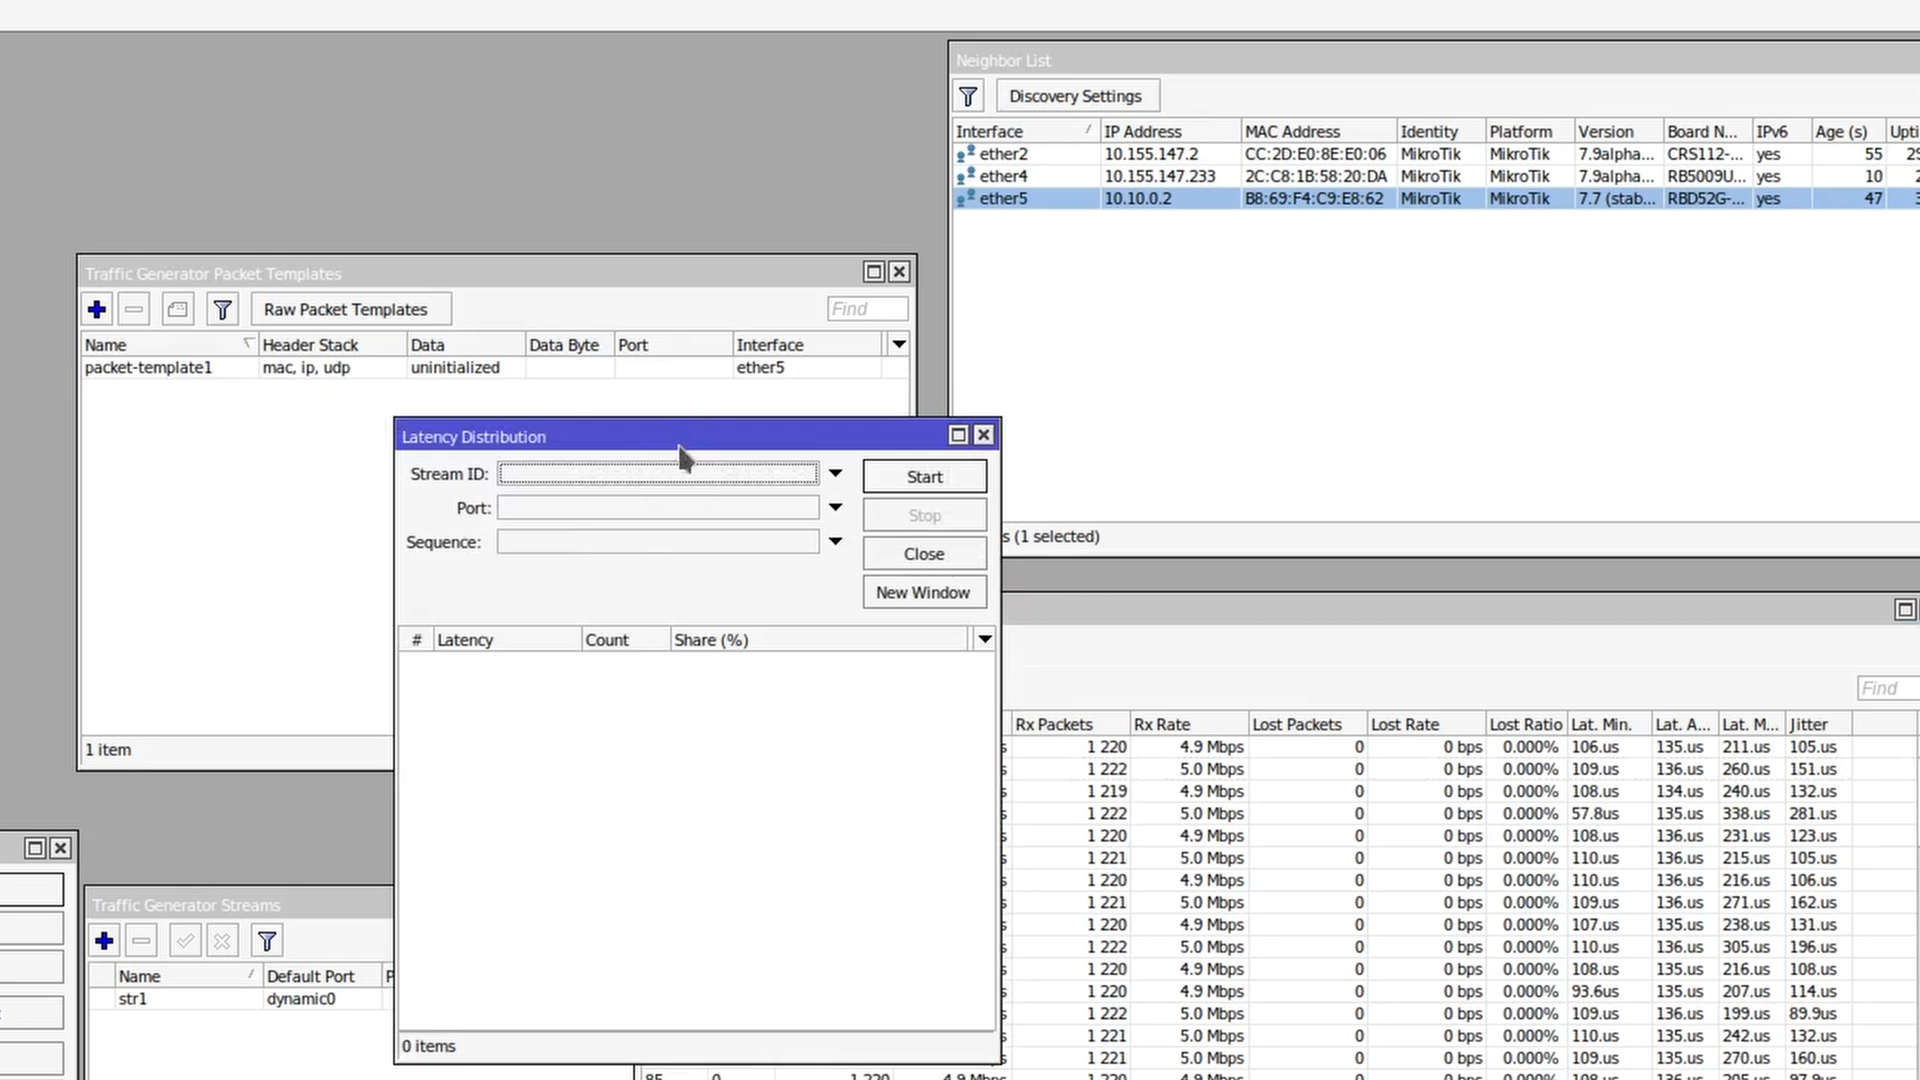 Neighbor List
Discovery Settings
Interface IP Address MAC Address Identity Platform Version Board N... IPv6 Age (s) Upti
ether2 10.155.147.2 CC:2D:E0:8E:E0:06 MikroTik MikroTik 7.9alpha... CRS112-... yes 55
ether4 10.155.147.233 2C:C8:1B:58:20:DA MikroTik MikroTik 7.9alpha... RB5009U... yes 10
ether5 10.10.0.2 B8:69:F4:C9:E8:62 MikroTik MikroTik 7.7 (stab... RBD52G-... yes 47
s (1 selected)
Traffic Generator Packet Templates
Raw Packet Templates Find
Name Header Stack Data Data Byte Port Interface
packet-template1 mac, ip, udp uninitialized ether5
1 item
Latency Distribution
Stream ID: Start
Port: Stop
Sequence: Close
New Window
# Latency Count Share (%)
0 items
Find
Rx Packets Rx Rate Lost Packets Lost Rate Lost Ratio Lat. Min. Lat. A... Lat. M... Jitter
1 220 4.9 Mbps 0 0 bps 0.000% 106.us 135.us 211.us 105.us
1 222 5.0 Mbps 0 0 bps 0.000% 109.us 136.us 260.us 151.us
1 219 4.9 Mbps 0 0 bps 0.000% 108.us 134.us 240.us 132.us
1 222 5.0 Mbps 0 0 bps 0.000% 57.8us 135.us 338.us 281.us
1 220 4.9 Mbps 0 0 bps 0.000% 108.us 136.us 231.us 123.us
1 221 5.0 Mbps 0 0 bps 0.000% 110.us 136.us 215.us 105.us
1 220 4.9 Mbps 0 0 bps 0.000% 110.us 136.us 216.us 106.us
1 221 5.0 Mbps 0 0 bps 0.000% 109.us 136.us 271.us 162.us
1 220 4.9 Mbps 0 0 bps 0.000% 107.us 135.us 238.us 131.us
1 222 5.0 Mbps 0 0 bps 0.000% 110.us 136.us 305.us 196.us
1 220 4.9 Mbps 0 0 bps 0.000% 108.us 135.us 216.us 108.us
1 220 4.9 Mbps 0 0 bps 0.000% 93.6us 135.us 207.us 114.us
1 222 5.0 Mbps 0 0 bps 0.000% 109.us 136.us 199.us 89.9us
1 221 5.0 Mbps 0 0 bps 0.000% 110.us 135.us 242.us 132.us
1 221 5.0 Mbps 0 0 bps 0.000% 109.us 135.us 270.us 160.us
85 0 1 220 4.9 Mbps 1 220 4.9 Mbps 0 0 bps 0.000% 108.us 136.us 205.us 97.9us
Traffic Generator Streams
Name Default Port P
str1 dynamic0